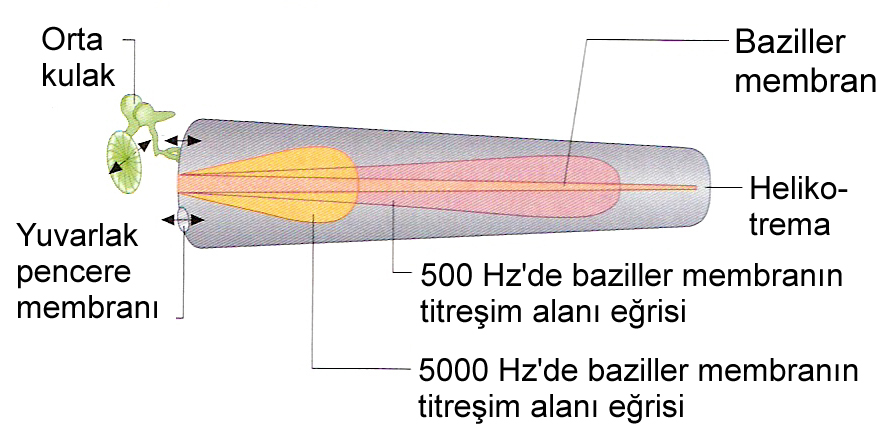 Orta
kulak
Baziller
membran
Heliko-
trema
Yuvarlak
pencere
membranı
500 Hz'de baziller membranın
titreşim alanı eğrisi
5000 Hz'de baziller membranın
titreşim alanı eğrisi